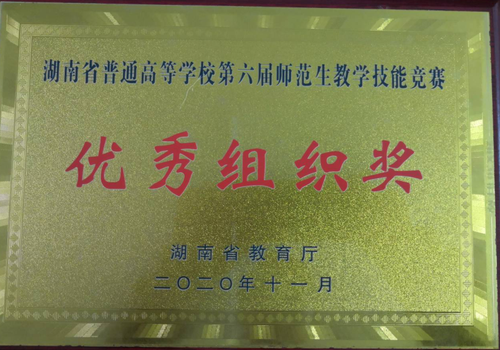 湖南省普通高等学校第六届师范生教学技能竞赛
优秀组织奖
湖南省教育厅
二〇二〇年十一月